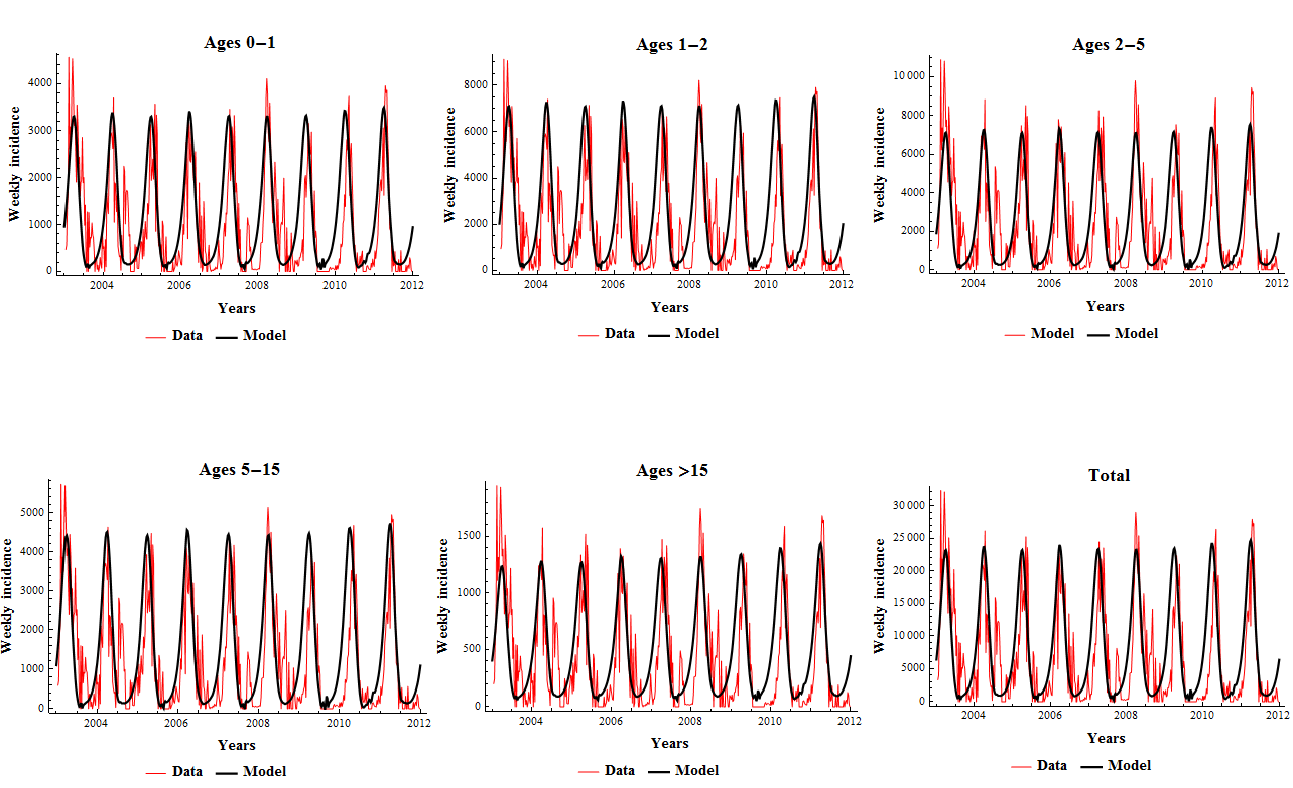 Ages 0−1
Weekly incidence
4000
3000
2000
1000
0
2004 2006 2008 2010 2012
Years
Data Model
Ages 1−2
Weekly incidence
8000
6000
4000
2000
0
2004 2006 2008 2010 2012
Years
Data Model
Ages 2−5
Weekly incidence
10 000
8000
6000
4000
2000
0
2004 2006 2008 2010 2012
Years
Model Model
Ages 5−15
Weekly incidence
5000
4000
3000
2000
1000
0
2004 2006 2008 2010 2012
Years
Data Model
Ages >15
Weekly incidence
1500
1000
500
0
2004 2006 2008 2010 2012
Years
Data Model
Total
Weekly incidence
30 000
25 000
20 000
15 000
10 000
5000
0
2004 2006 2008 2010 2012
Years
Data Model